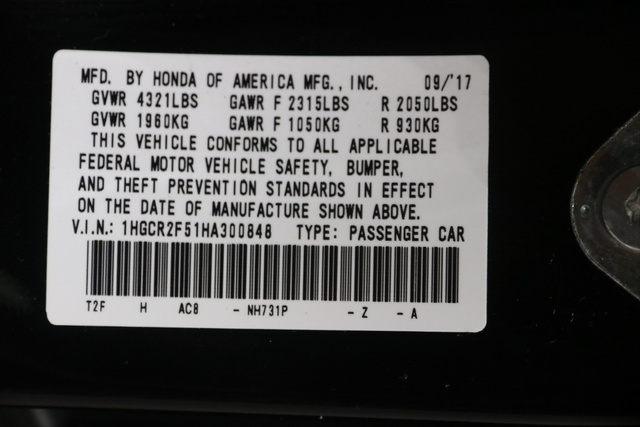 MFD. BY HONDA OF AMERICA MFG., INC. 09/'17
GVWR 4321LBS GAWR F 2315LBS R 2050LBS
GVWR 1960KG GAWR F 1050KG R 930KG
THIS VEHICLE CONFORMS TO ALL APPLICABLE
FEDERAL MOTOR VEHICLE SAFETY, BUMPER,
AND THEFT PREVENTION STANDARDS IN EFFECT
ON THE DATE OF MANUFACTURE SHOWN ABOVE.
V.I.N.: 1HGCR2F51HA300848 TYPE: PASSENGER CAR
T2F H AC8 - NH731P - Z - A